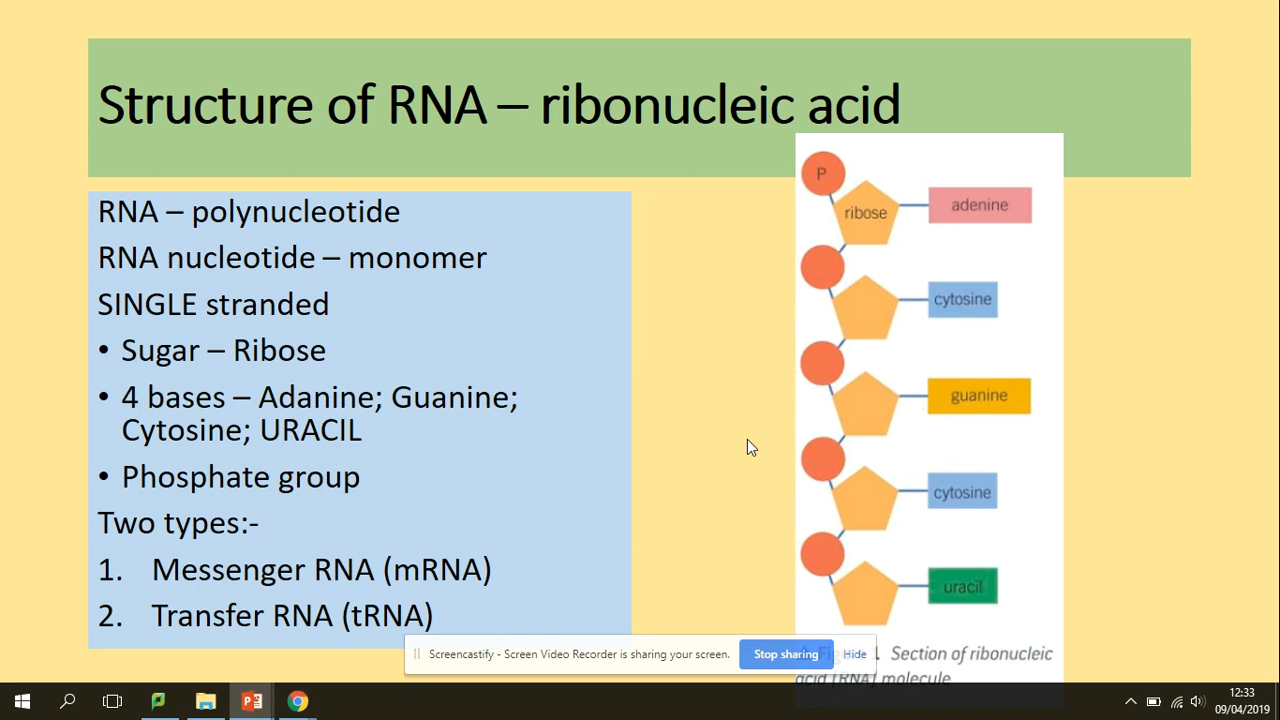 Structure of RNA – ribonucleic acid
RNA – polynucleotide
RNA nucleotide – monomer
SINGLE stranded
• Sugar – Ribose
• 4 bases – Adanine; Guanine;
Cytosine; URACIL
• Phosphate group
Two types:-
1. Messenger RNA (mRNA)
2. Transfer RNA (tRNA)
P
ribose
adenine
cytosine
guanine
cytosine
uracil
Section of ribonucleic
acid [RNA] molecule
Screencastify - Screen Video Recorder is sharing your screen.
Stop sharing
Hide
12:33
09/04/2019